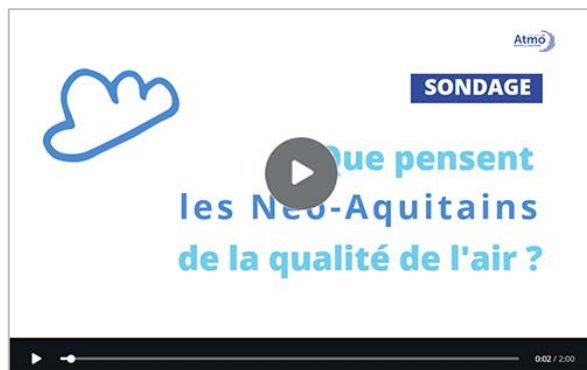 Atmo
SONDAGE
Que pensent
les Néo-Aquitains
de la qualité de l'air ?
0:02 / 2:00